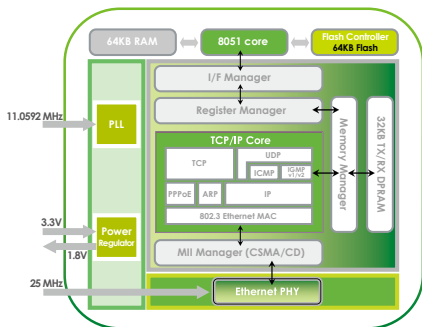 64KB RAM
8051 core
Flash Controller
64KB Flash
I/F Manager
11.0592 MHz
PLL
Register Manager
TCP/IP Core
TCP
UDP
ICMP
IGMP
v1/v2
PPPoE
ARP
IP
802.3 Ethernet MAC
Memory Manager
32KB TX/RX DPRAM
3.3V
Power
Regulator
1.8V
MII Manager (CSMA/CD)
25 MHz
Ethernet PHY